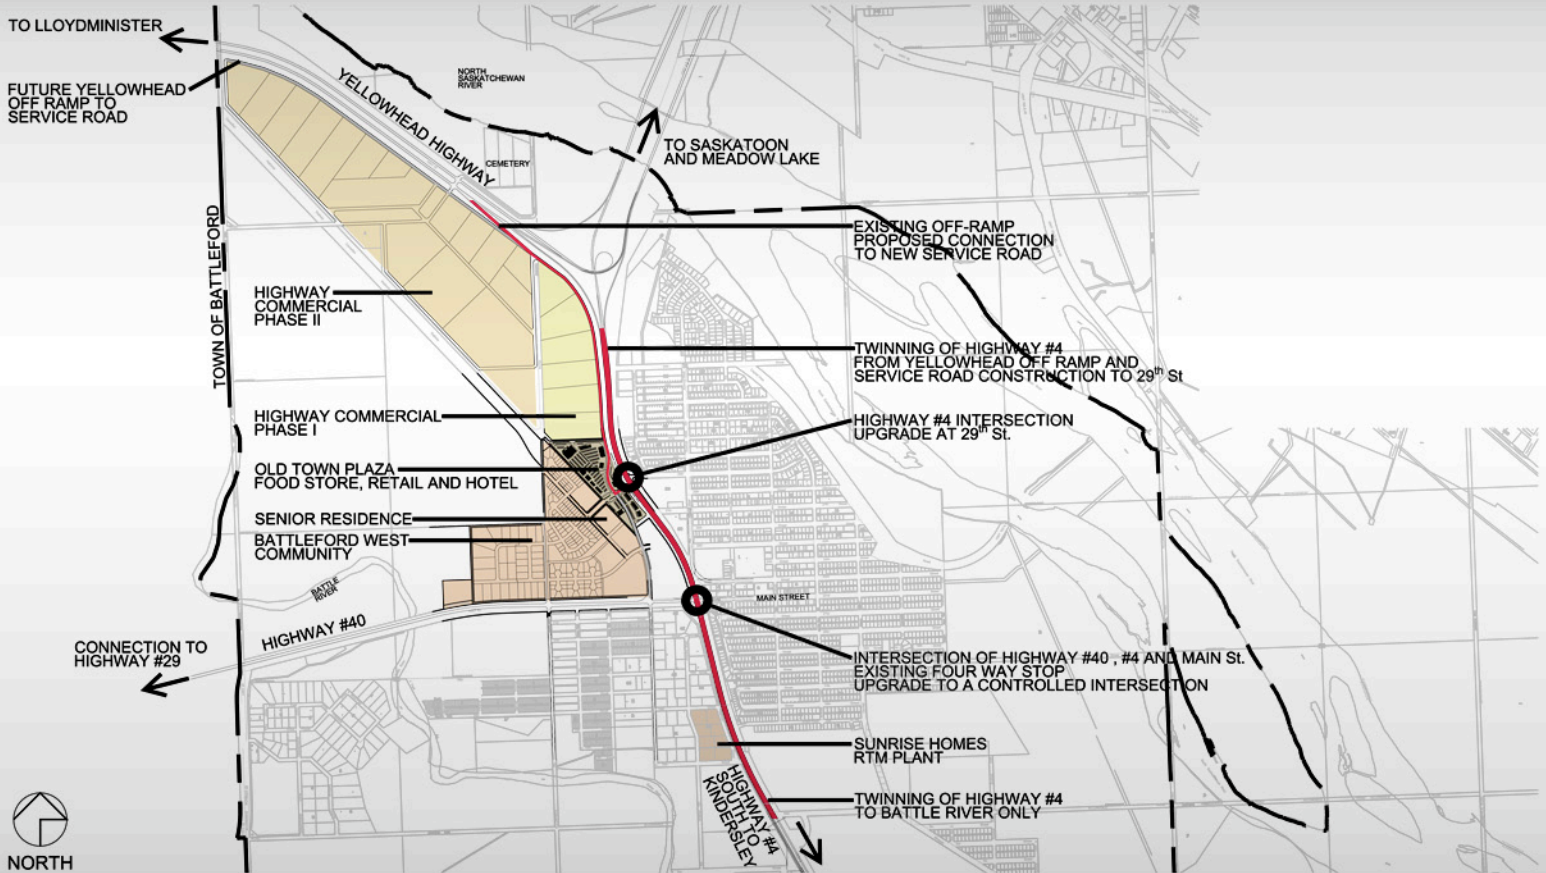 TO LLOYDMINISTER
FUTURE YELLOWHEAD
OFF RAMP TO
SERVICE ROAD
YELLOWHEAD HIGHWAY
NORTH
SASKATCHEWAN
RIVER
CEMETERY
TO SASKATOON
AND MEADOW LAKE
TOWN OF BATTLEFORD
EXISTING OFF-RAMP
PROPOSED CONNECTION
TO NEW SERVICE ROAD
HIGHWAY
COMMERCIAL
PHASE II
TWINNING OF HIGHWAY #4
FROM YELLOWHEAD OFF RAMP AND
SERVICE ROAD CONSTRUCTION TO 29th St
HIGHWAY COMMERCIAL
PHASE I
HIGHWAY #4 INTERSECTION
UPGRADE AT 29th St.
OLD TOWN PLAZA
FOOD STORE, RETAIL AND HOTEL
SENIOR RESIDENCE
BATTLEFORD WEST
COMMUNITY
BATTLE
RIVER
MAIN STREET
HIGHWAY #40
CONNECTION TO
HIGHWAY #29
INTERSECTION OF HIGHWAY #40 , #4 AND MAIN St.
EXISTING FOUR WAY STOP
UPGRADE TO A CONTROLLED INTERSECTION
SUNRISE HOMES
RTM PLANT
TWINNING OF HIGHWAY #4
TO BATTLE RIVER ONLY
HIGHWAY #4
SOUTH TO
KINDERSLEY
NORTH